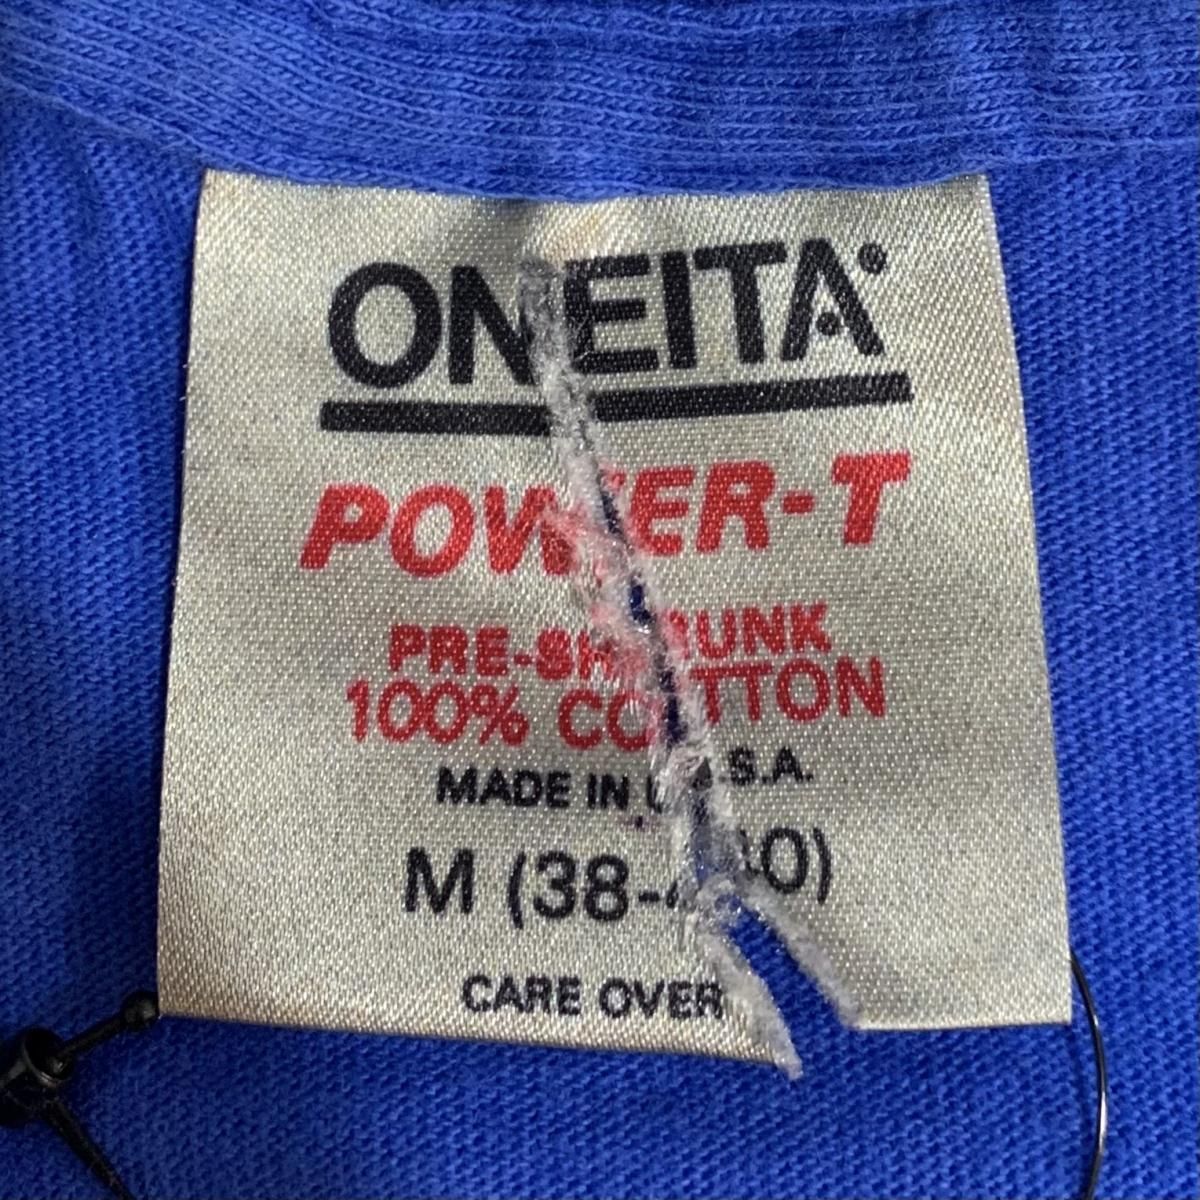 ONEITA
POWER-T
PRE-SHRUNK
100% COTTON
MADE IN U.S.A.
M (38-40)
CARE OVER